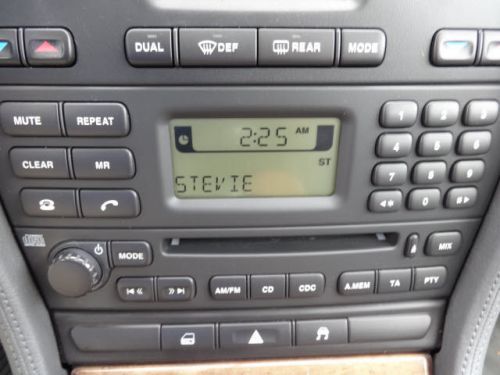 DUAL DEF REAR MODE
MUTE REPEAT 2:25 AM 1 2 3
CLEAR MR ST 4 5 6
STEVIE 7 8 9
* 0 #
MODE MIX
AM/FM CD CDC A.MEM TA PTY